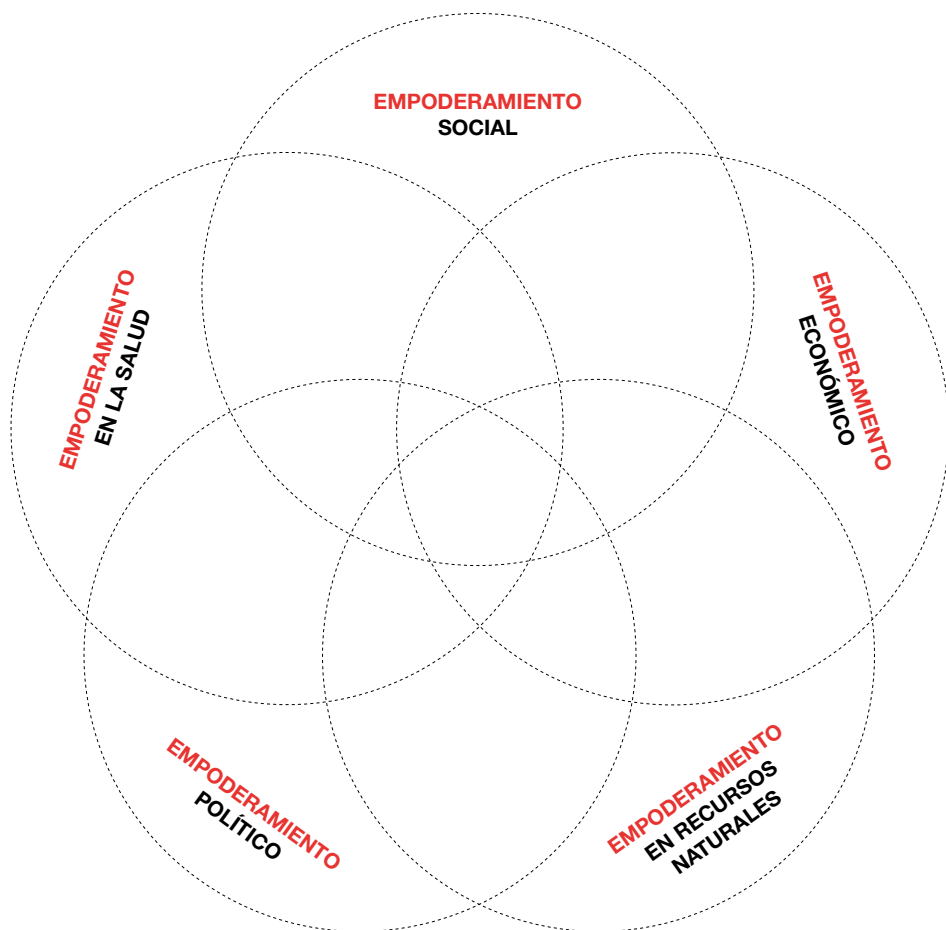 EMPODERAMIENTO
SOCIAL
EMPODERAMIENTO
EN LA SALUD
EMPODERAMIENTO
ECONÓMICO
EMPODERAMIENTO
POLÍTICO
EMPODERAMIENTO
EN RECURSOS
NATURALES